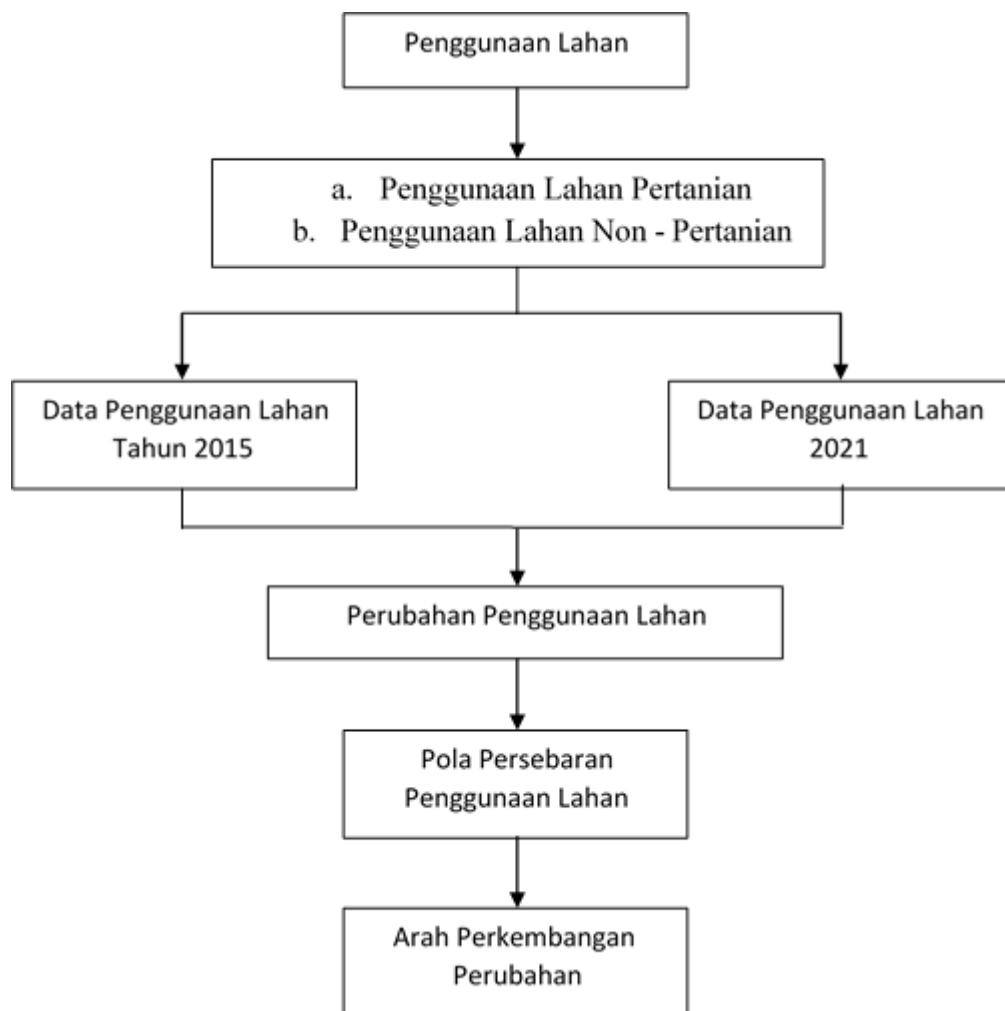 Penggunaan Lahan
a. Penggunaan Lahan Pertanian
b. Penggunaan Lahan Non - Pertanian
Data Penggunaan Lahan
Tahun 2015
Data Penggunaan Lahan
2021
Perubahan Penggunaan Lahan
Pola Persebaran
Penggunaan Lahan
Arah Perkembangan
Perubahan